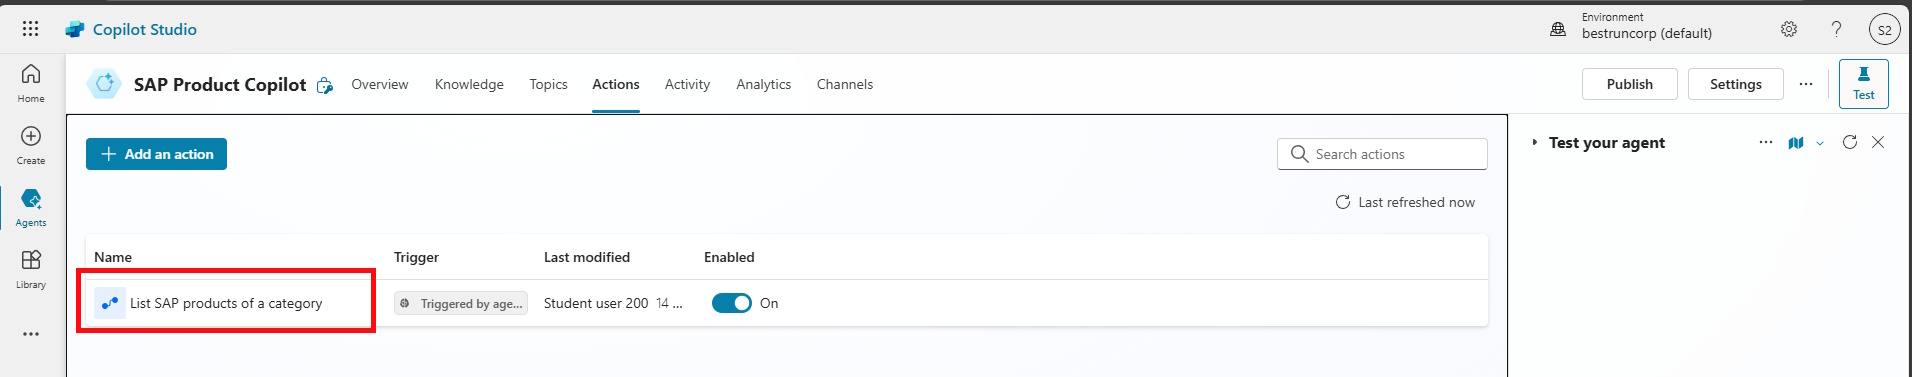 Copilot Studio
Environment
bestruncorp (default)
?
S2
Home
Create
Agents
Library
SAP Product Copilot
Overview
Knowledge
Topics
Actions
Activity
Analytics
Channels
Publish
Settings
...
Test
+ Add an action
Search actions
Last refreshed now
Name
Trigger
Last modified
Enabled
List SAP products of a category
Triggered by age...
Student user 200 14 ...
On
Test your agent
...
...